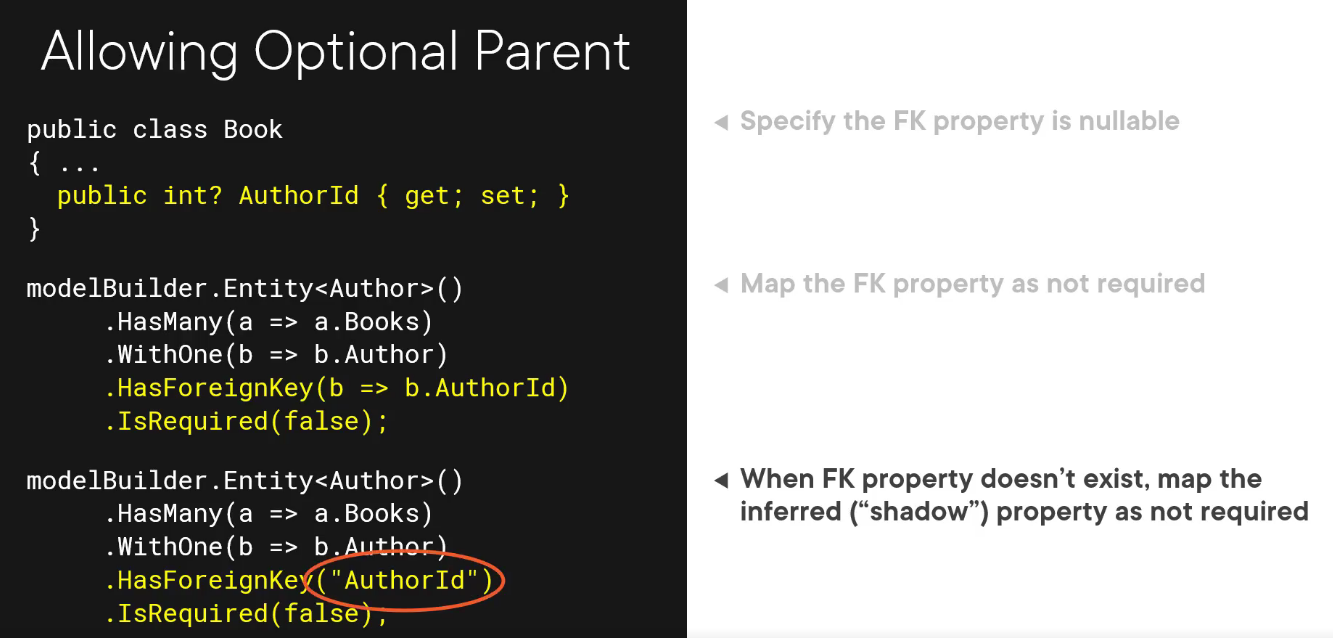 Allowing Optional Parent
public class Book
{ ...
public int? AuthorId { get; set; }
}
modelBuilder.Entity<Author>()
.HasMany(a => a.Books)
.WithOne(b => b.Author)
.HasForeignKey(b => b.AuthorId)
.IsRequired(false);
modelBuilder.Entity<Author>()
.HasMany(a => a.Books)
.WithOne(b => b.Author)
.HasForeignKey("AuthorId")
.IsRequired(false);
◄ Specify the FK property is nullable
◄ Map the FK property as not required
◄ When FK property doesn’t exist, map the
inferred (“shadow”) property as not required